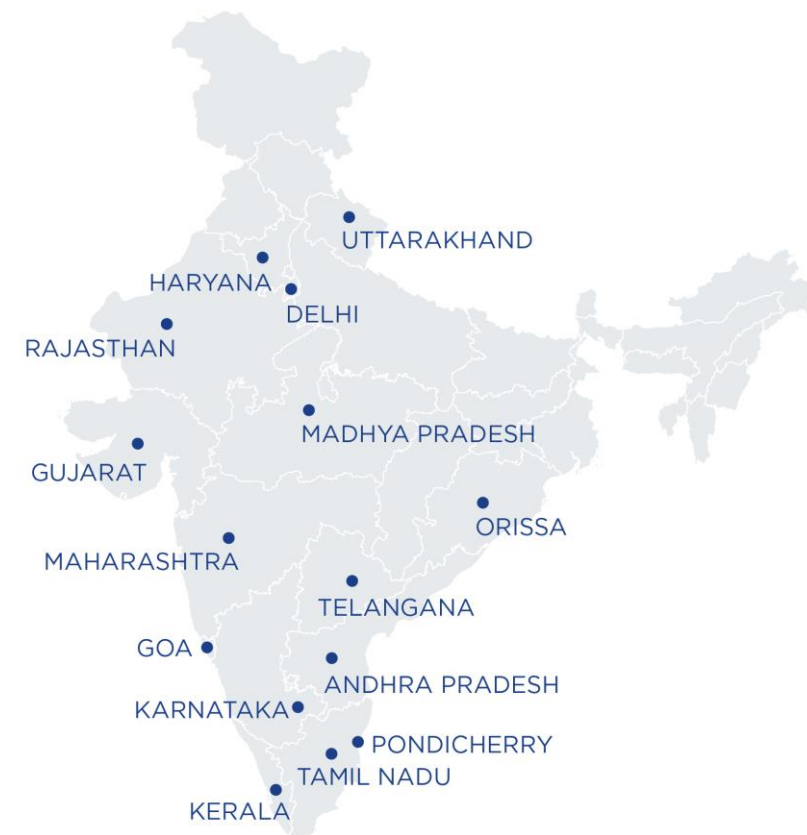 UTTARAKHAND
HARYANA
DELHI
RAJASTHAN
MADHYA PRADESH
GUJARAT
ORISSA
MAHARASHTRA
TELANGANA
GOA
ANDHRA PRADESH
KARNATAKA
PONDICHERRY
TAMIL NADU
KERALA